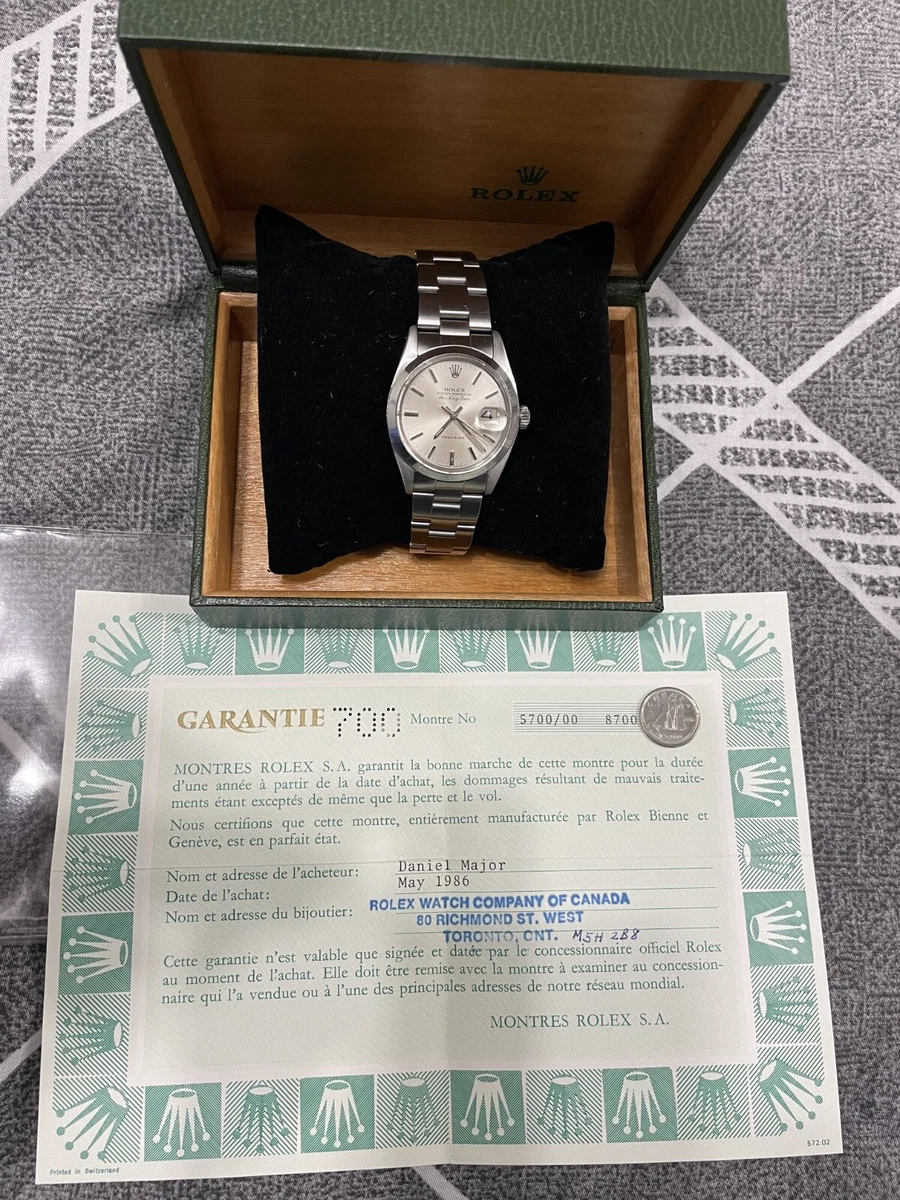 ROLEX
ROLEX
OYSTER PERPETUAL
Air-King-Date
PRECISION
GARANTIE 700 Montre No 5700/00 8700
MONTRES ROLEX S.A. garantit la bonne marche de cette montre pour la durée
d'une année à partir de la date d'achat, les dommages résultant de mauvais traite-
ments étant exceptés de même que la perte et le vol.
Nous certifions que cette montre, entièrement manufacturée par Rolex Bienne et
Genève, est en parfait état.
Nom et adresse de l'acheteur: Daniel Major
Date de l'achat: May 1986
Nom et adresse du bijoutier: ROLEX WATCH COMPANY OF CANADA
80 RICHMOND ST. WEST
TORONTO, ONT. M5H 2B8
Cette garantie n'est valable que signée et datée par le concessionnaire officiel Rolex
au moment de l'achat. Elle doit être remise avec la montre à examiner au concession-
naire qui l'a vendue ou à l'une des principales adresses de notre réseau mondial.
MONTRES ROLEX S.A.
Printed in Switzerland
572.02